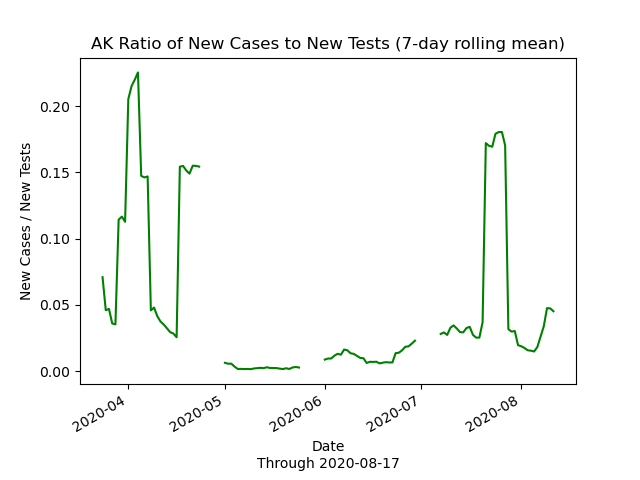 AK Ratio of New Cases to New Tests (7-day rolling mean)
New Cases / New Tests
0.20
0.15
0.10
0.05
0.00
2020-04
2020-05
2020-06
2020-07
2020-08
Date
Through 2020-08-17